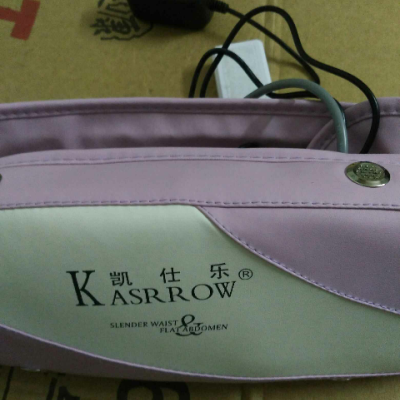 凯仕乐®
KASRROW
SLENDER WAIST &
FLAT ABDOMEN